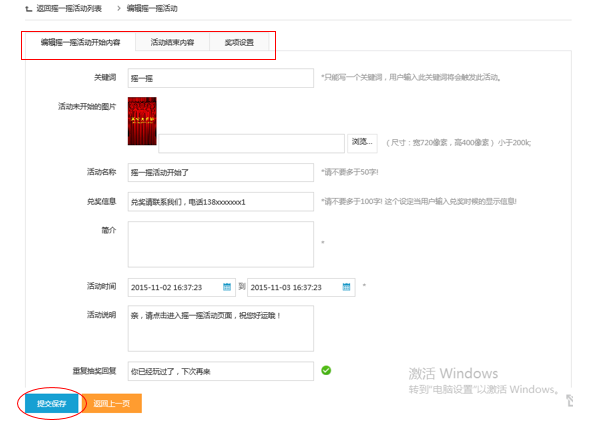 返回摇一摇活动列表 > 编辑摇一摇活动
编辑摇一摇活动开始内容 活动结束内容 奖项设置
关键词 摇一摇 *只能写一个关键词，用户输入此关键词将会触发此活动。
活动未开始的图片
浏览... （尺寸：宽720像素，高400像素）小于200k;
活动名称 摇一摇活动开始了 *请不要多于50字!
兑奖信息 兑奖请联系我们，电话138xxxxxxx1 *请不要多于100字! 这个设定当用户输入兑奖时候的显示信息!
简介 *
活动时间 2015-11-02 16:37:23 到 2015-11-03 16:37:23 *
活动说明 亲，请点击进入摇一摇活动页面，祝您好运哦！
重复抽奖回复 你已经玩过了，下次再来
激活 Windows
转到"电脑设置"以激活 Windows。
提交保存 返回上一页